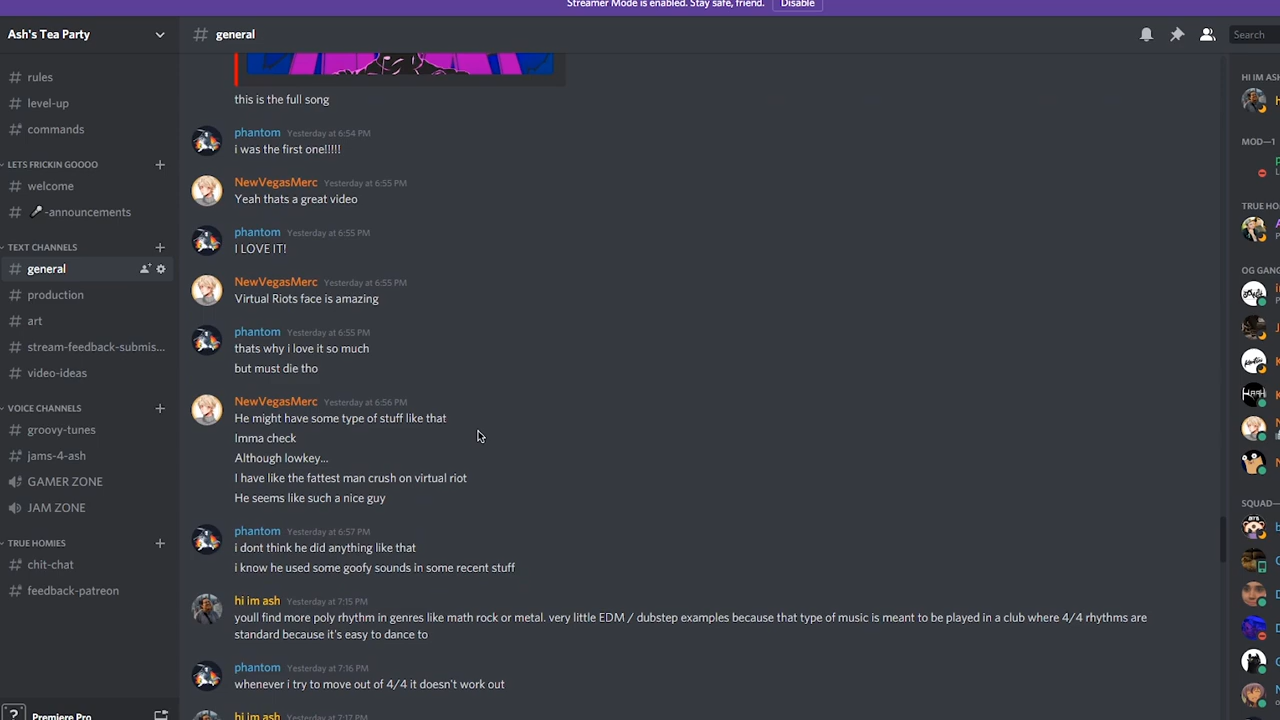 Streamer Mode is enabled. Stay safe, friend. Disable
Ash's Tea Party
# general
Search
# rules
# level-up
# commands
LETS FRICKIN GOOOO
# welcome
# 🎤-announcements
TEXT CHANNELS
# general
# production
# art
# stream-feedback-submis...
# video-ideas
VOICE CHANNELS
# groovy-tunes
# jams-4-ash
GAMER ZONE
JAM ZONE
TRUE HOMIES
# chit-chat
# feedback-patreon
Premiere Pro
this is the full song
phantom Yesterday at 6:54 PM
i was the first one!!!!!
NewVegasMerc Yesterday at 6:55 PM
Yeah thats a great video
phantom Yesterday at 6:55 PM
I LOVE IT!
NewVegasMerc Yesterday at 6:55 PM
Virtual Riots face is amazing
phantom Yesterday at 6:55 PM
thats why i love it so much
but must die tho
NewVegasMerc Yesterday at 6:56 PM
He might have some type of stuff like that
Imma check
Although lowkey...
I have like the fattest man crush on virtual riot
He seems like such a nice guy
phantom Yesterday at 6:57 PM
i dont think he did anything like that
i know he used some goofy sounds in some recent stuff
hi im ash Yesterday at 7:15 PM
youll find more poly rhythm in genres like math rock or metal. very little EDM / dubstep examples because that type of music is meant to be played in a club where 4/4 rhythms are
standard because it's easy to dance to
phantom Yesterday at 7:16 PM
whenever i try to move out of 4/4 it doesn't work out
hi im ash Yesterday at 7:17 PM
HI IM ASH
MOD—1
TRUE HO
OG GANG
SQUAD—